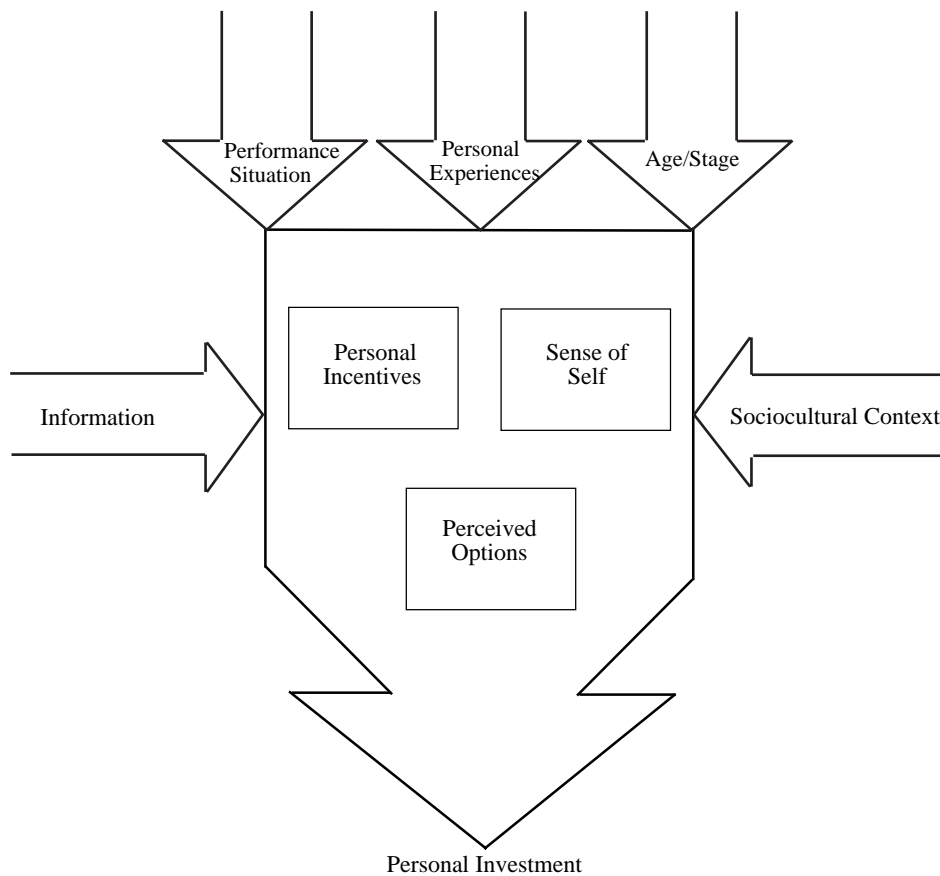 Performance
Situation
Personal
Experiences
Age/Stage
Personal
Incentives
Sense of
Self
Information
Sociocultural Context
Perceived
Options
Personal Investment